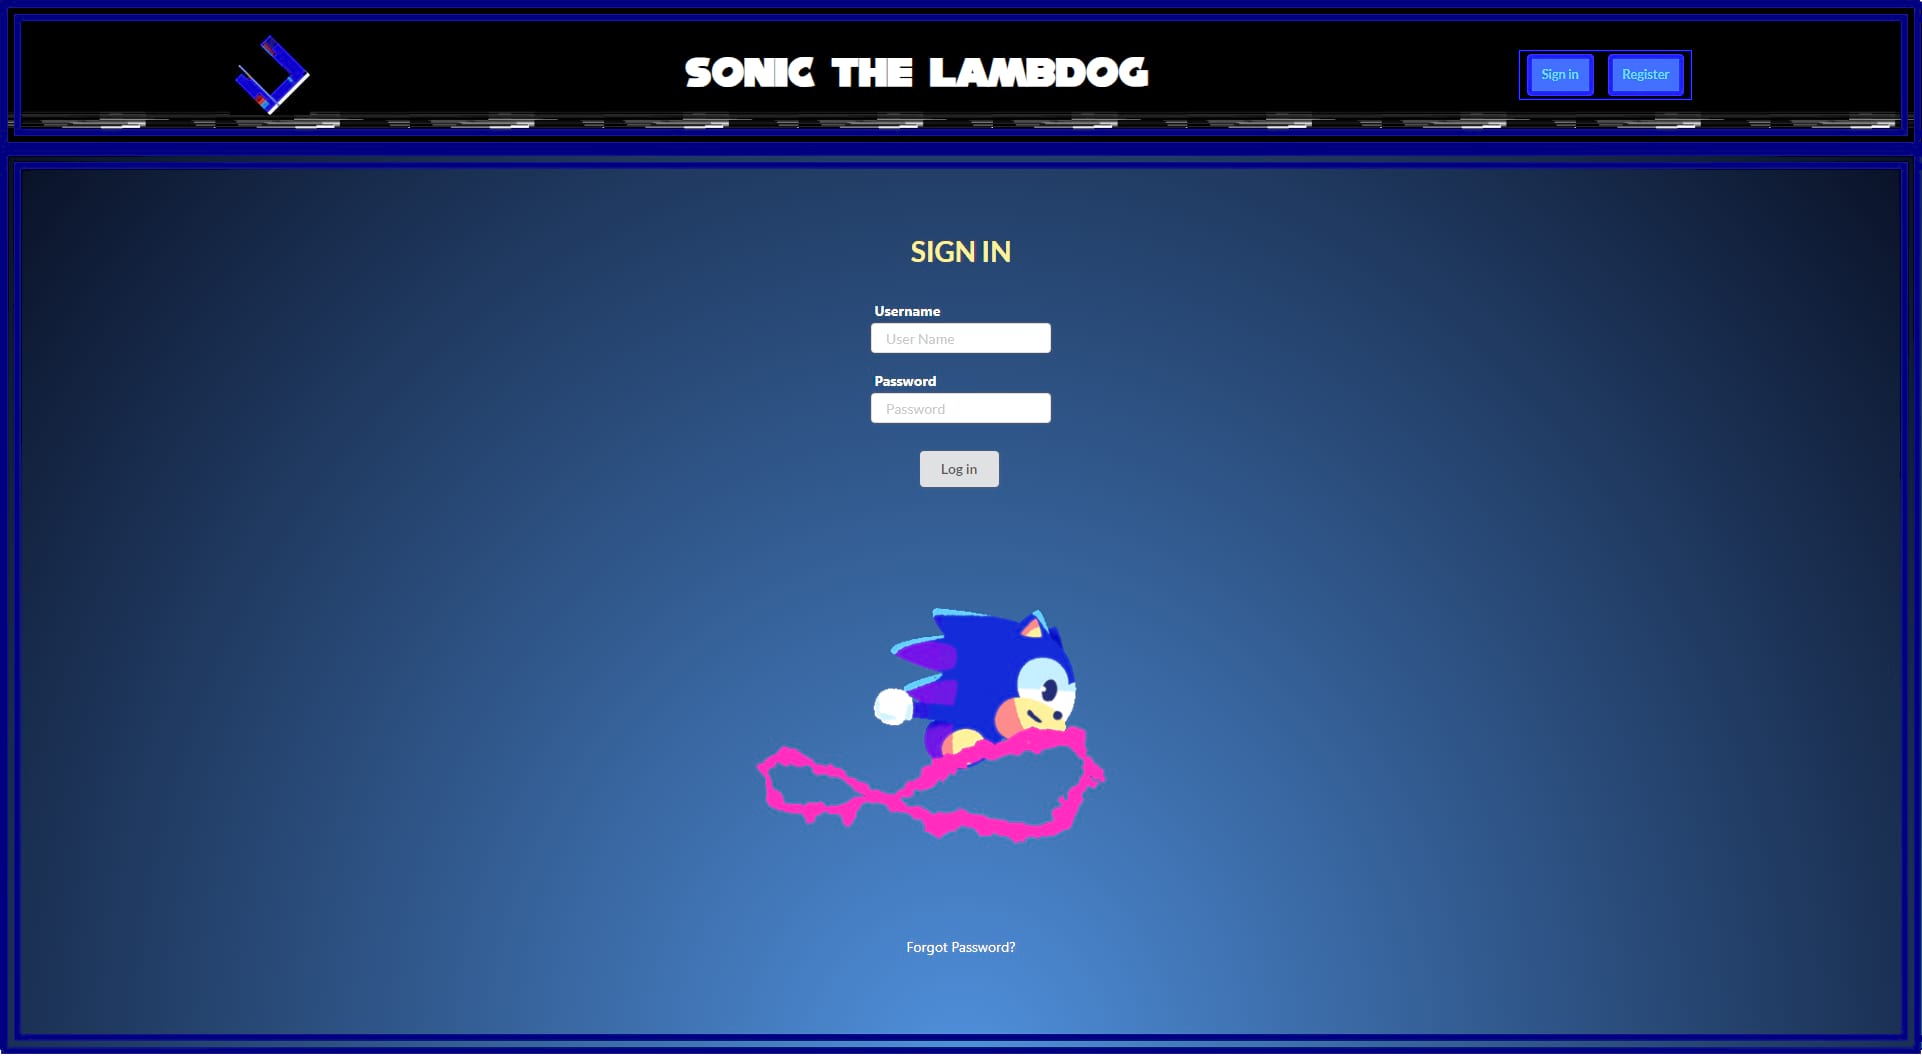 SONIC THE LAMBDOG
Sign in
Register
SIGN IN
Username
User Name
Password
Password
Log in
Forgot Password?